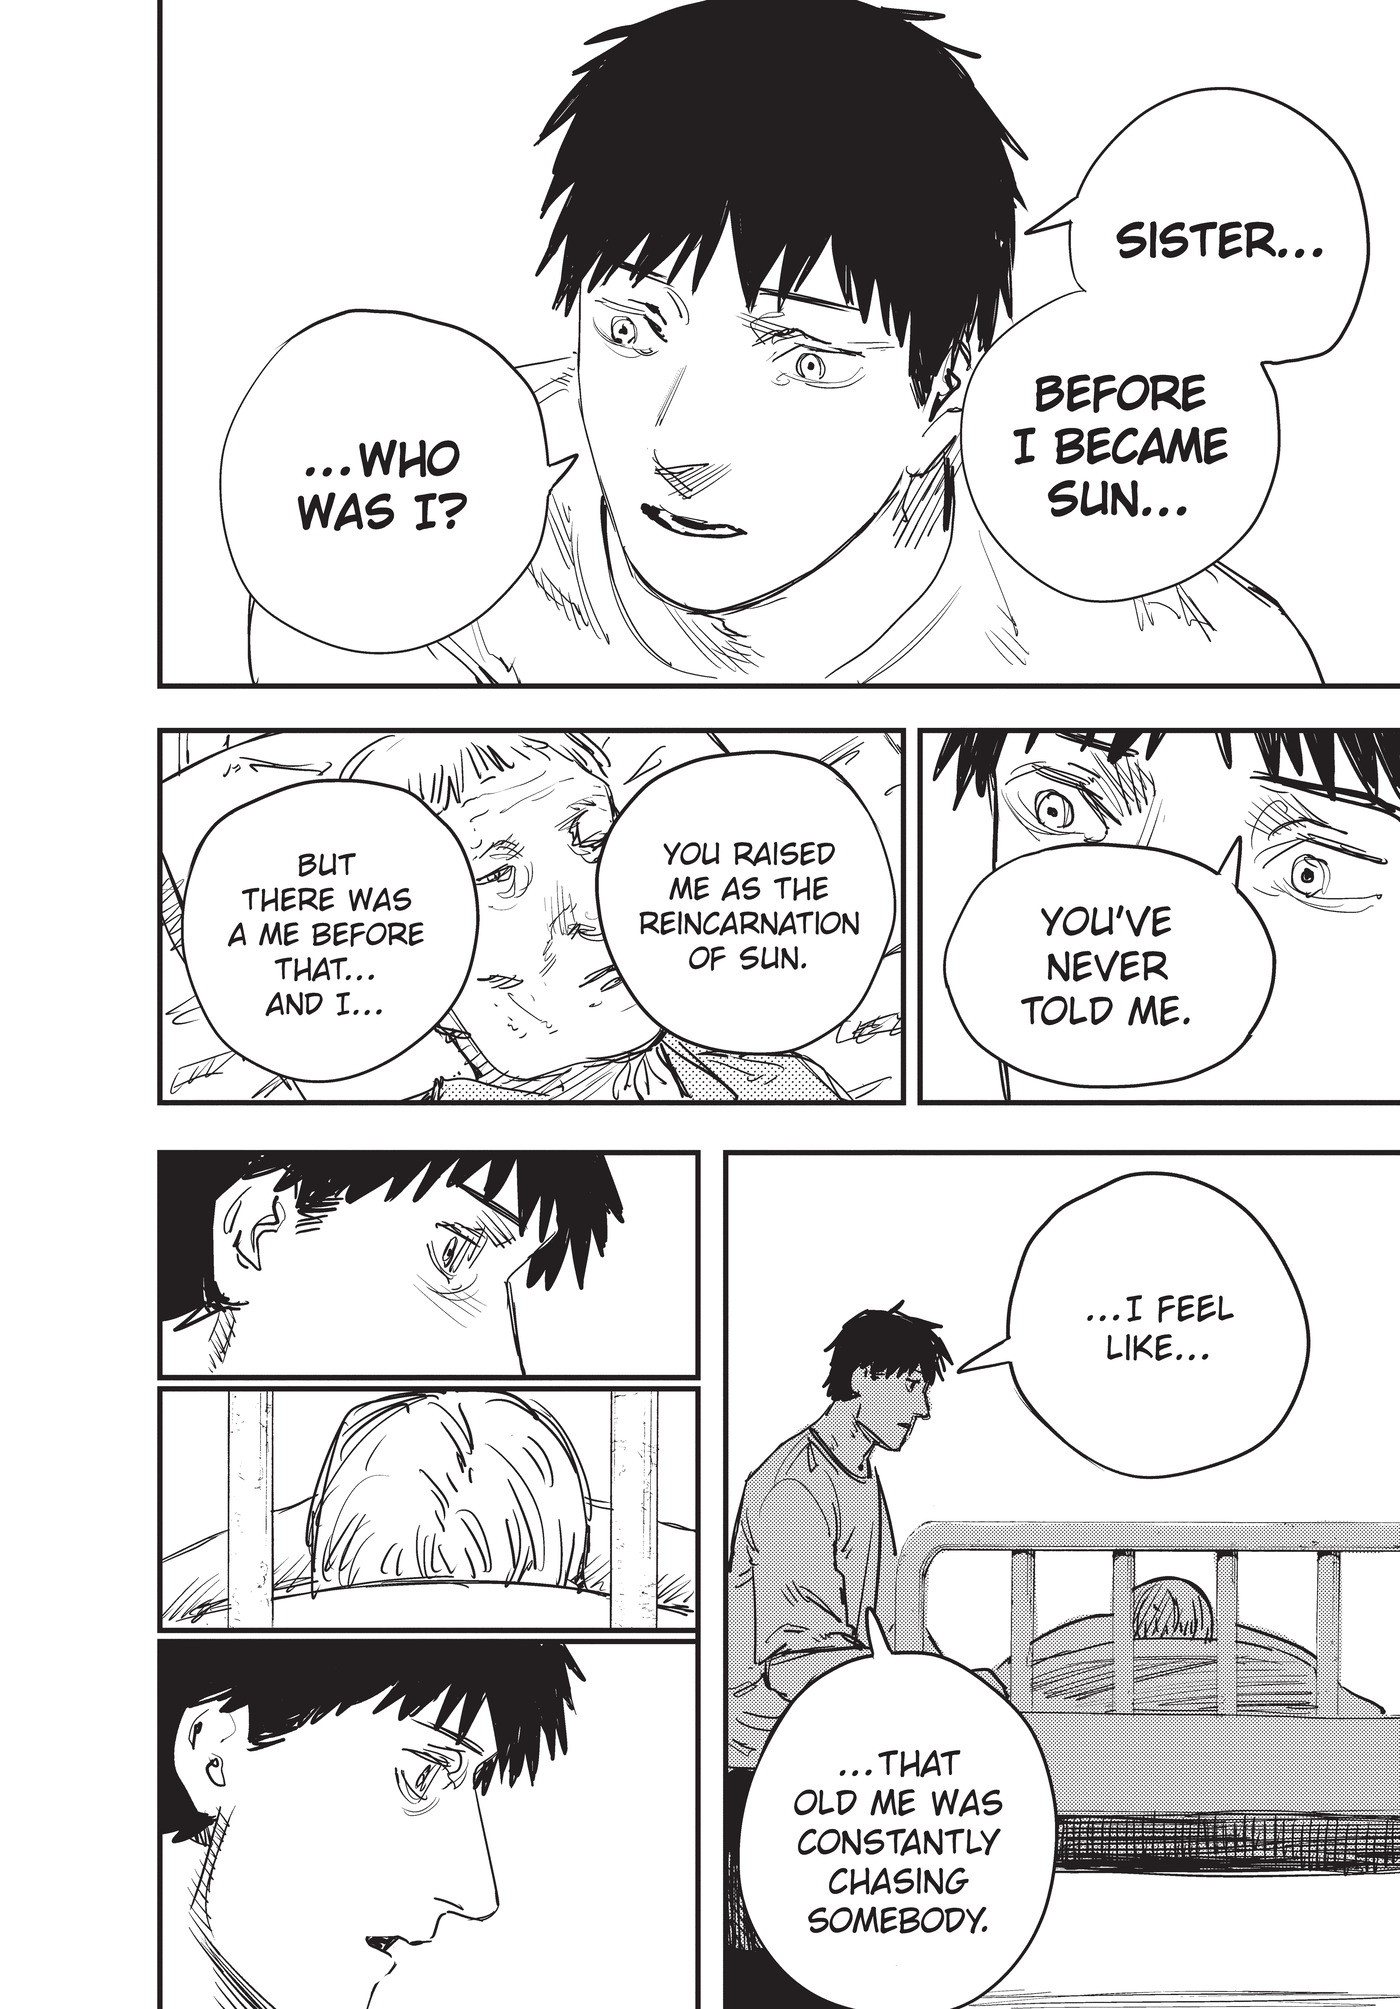 SISTER...
BEFORE
I BECAME
SUN...
...WHO
WAS I?
YOU'VE
NEVER
TOLD ME.
YOU RAISED
ME AS THE
REINCARNATION
OF SUN.
BUT
THERE WAS
A ME BEFORE
THAT...
AND I...
...I FEEL
LIKE...
...THAT
OLD ME WAS
CONSTANTLY
CHASING
SOMEBODY.